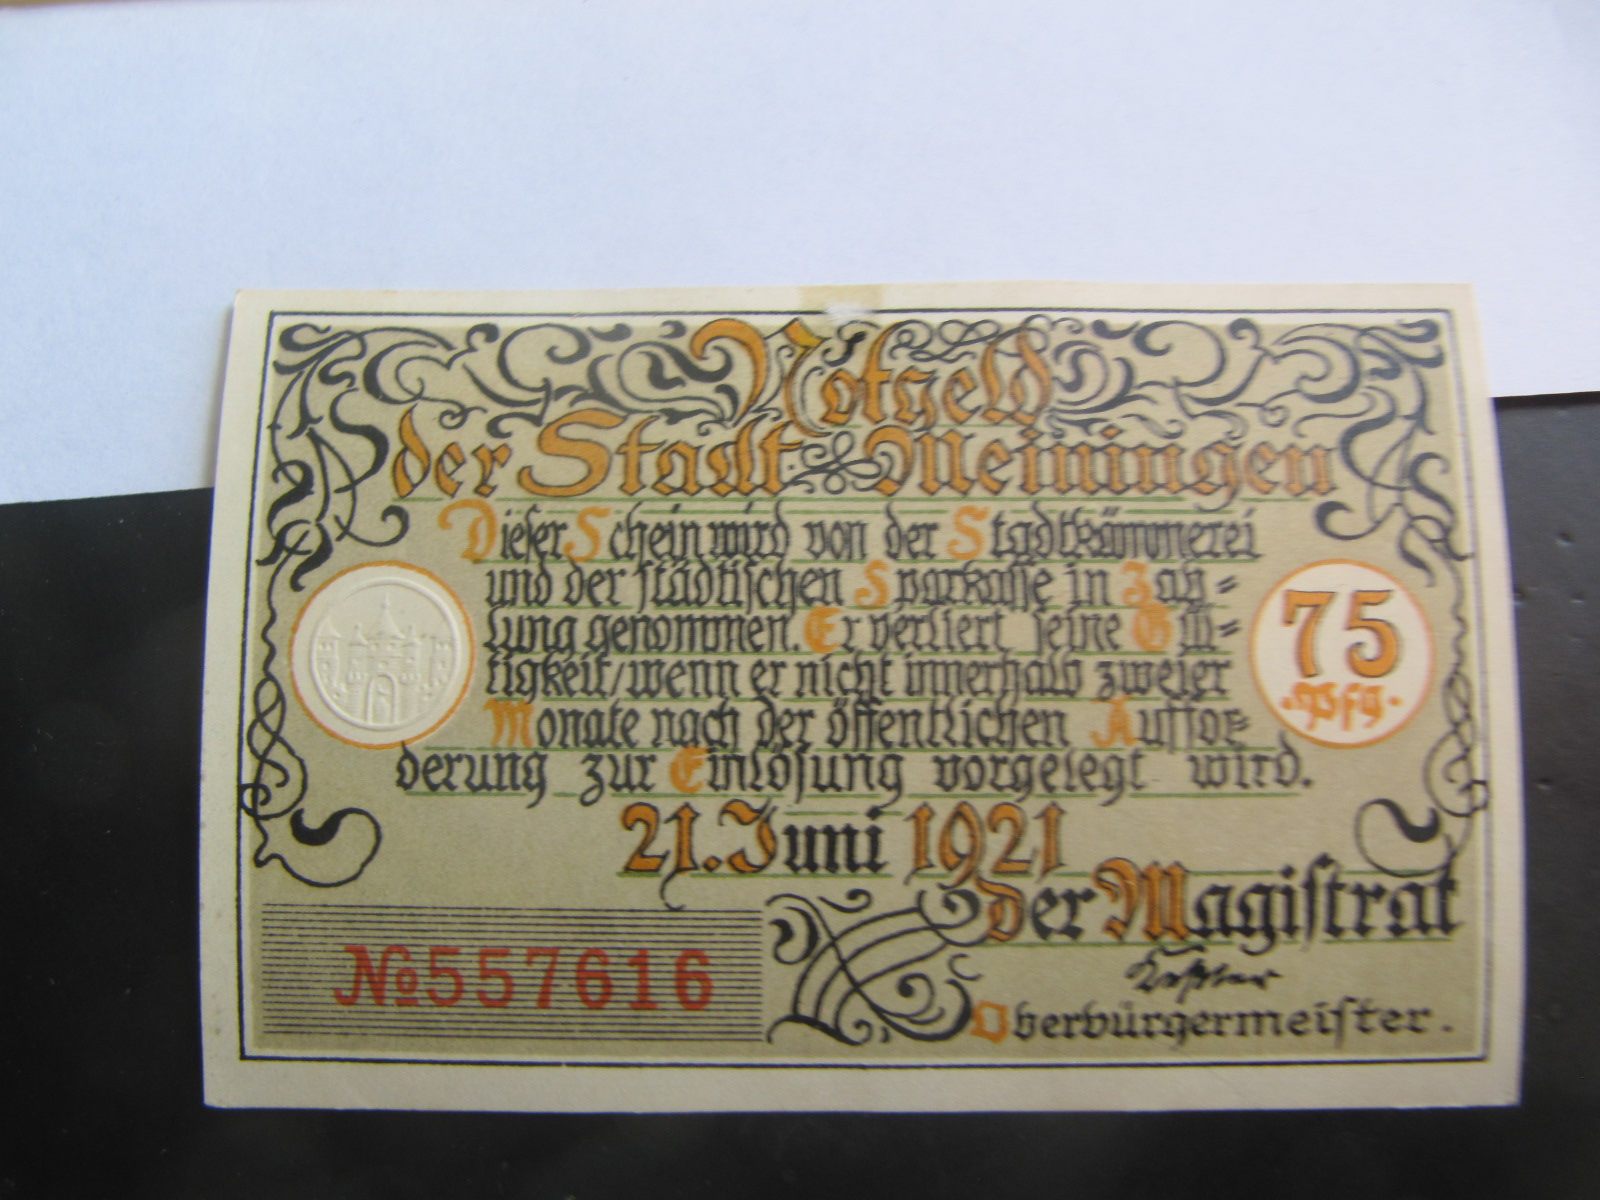 Notgeld
der Stadt Meiningen
Dieser Schein wird von der Stadtkämmerei
und der städtischen Sparkasse in Zah=
lung genommen. Er verliert seine Gül=
tigkeit/wenn er nicht innerhalb zweier
Monate nach der öffentlichen Auffor=
derung zur Einlösung vorgelegt wird.
75
·Pfg·
21. Juni 1921
Der Magistrat
Oberbürgermeister.
№557616